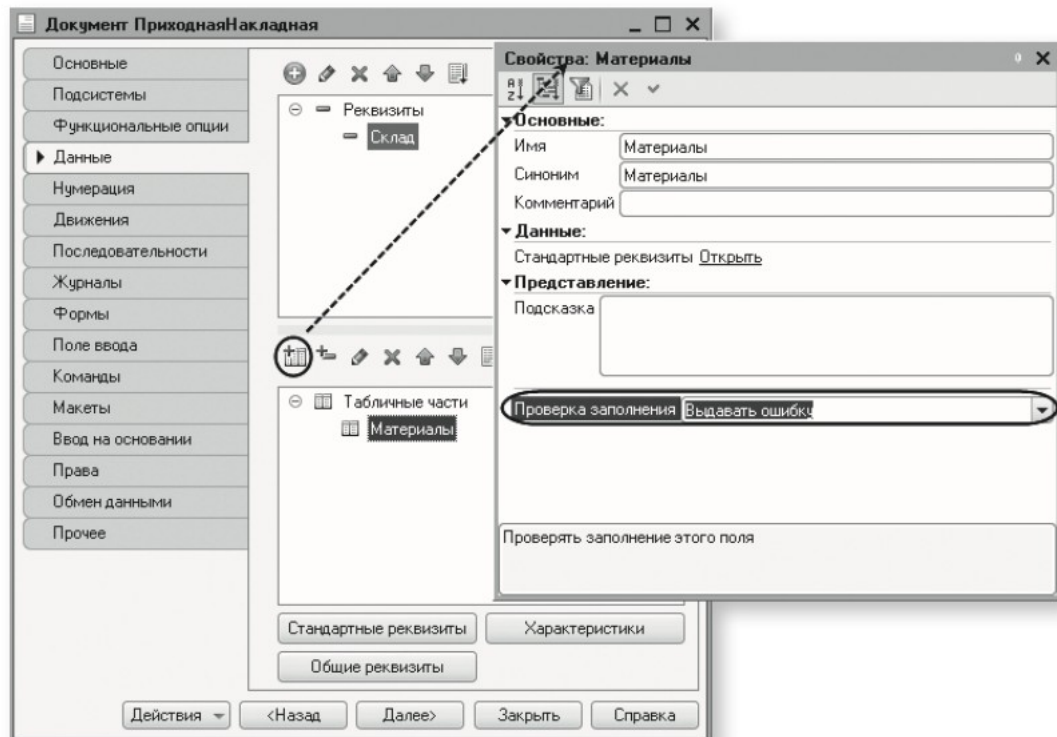 Документ ПриходнаяНакладная
Основные
Подсистемы
Функциональные опции
Данные
Нумерация
Движения
Последовательности
Журналы
Формы
Поле ввода
Команды
Макеты
Ввод на основании
Права
Обмен данными
Прочее
Реквизиты
Склад
Табличные части
Материалы
Стандартные реквизиты
Характеристики
Общие реквизиты
Действия
<Назад
Далее>
Закрыть
Справка
Свойства: Материалы
Основные:
Имя Материалы
Синоним Материалы
Комментарий
Данные:
Стандартные реквизиты Открыть
Представление:
Подсказка
Проверка заполнения Выдавать ошибку
Проверять заполнение этого поля